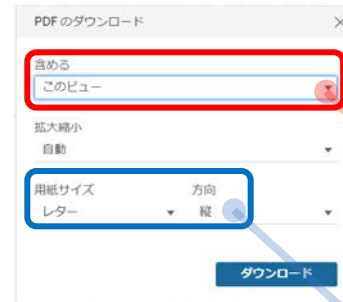 PDF のダウンロード
含める
このビュー
拡大縮小
自動
用紙サイズ 方向
レター 縦
ダウンロード